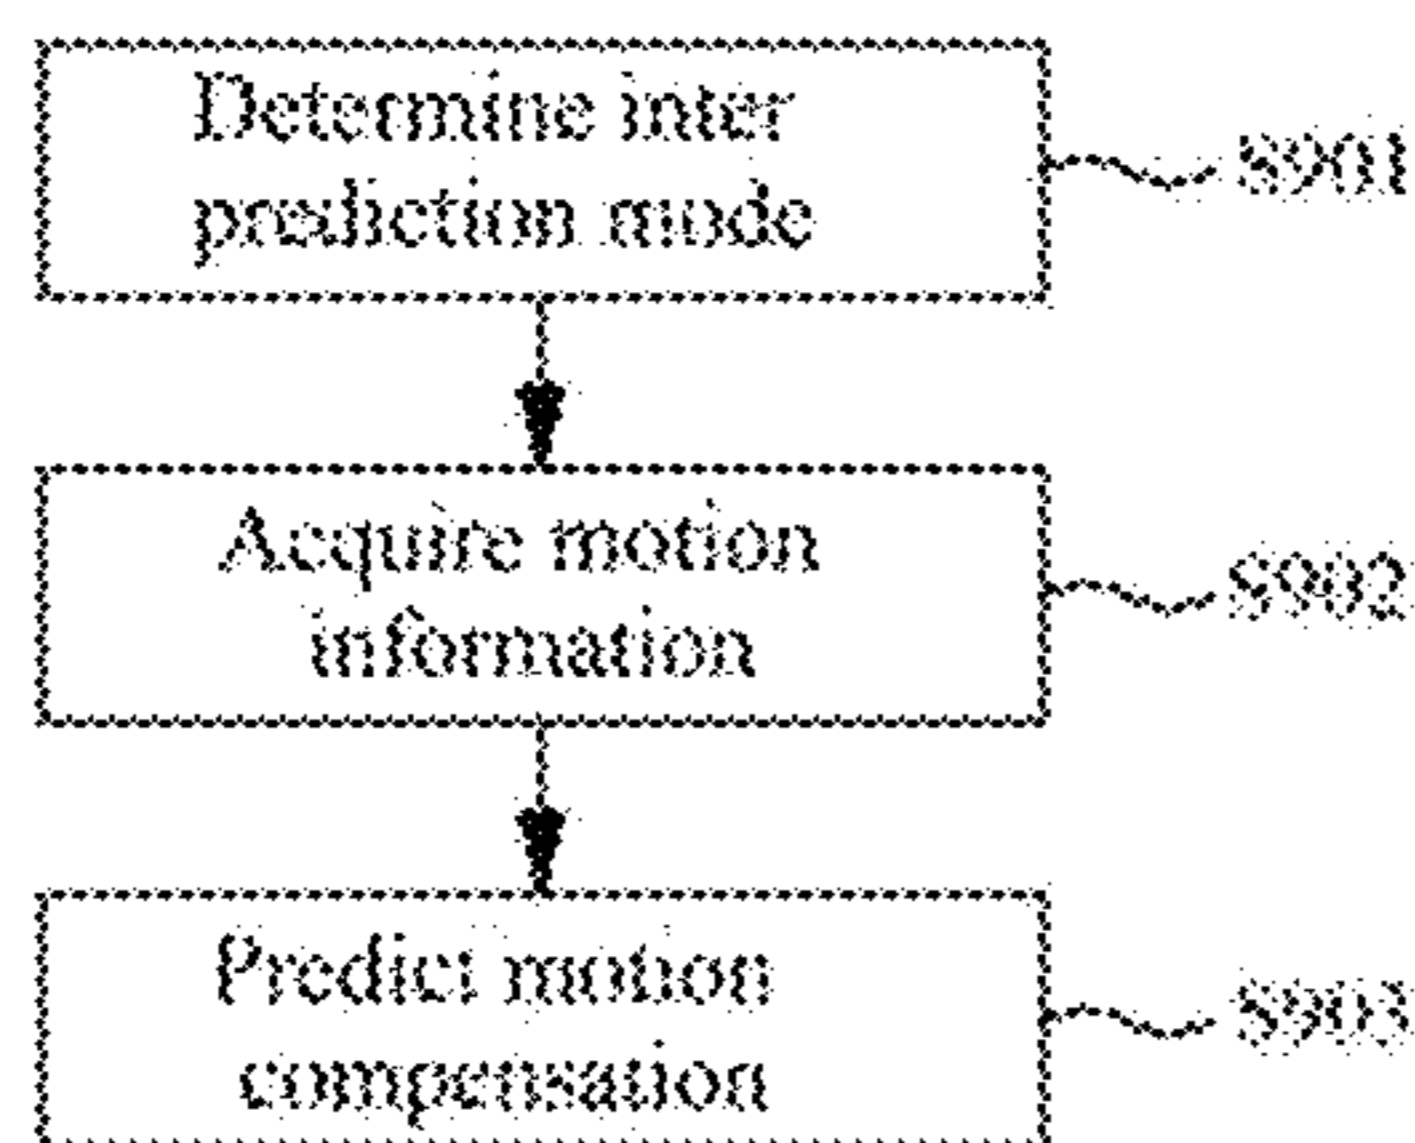 Determine inter
prediction mode
S901
Acquire motion
information
S902
Predict motion
compensation
S903